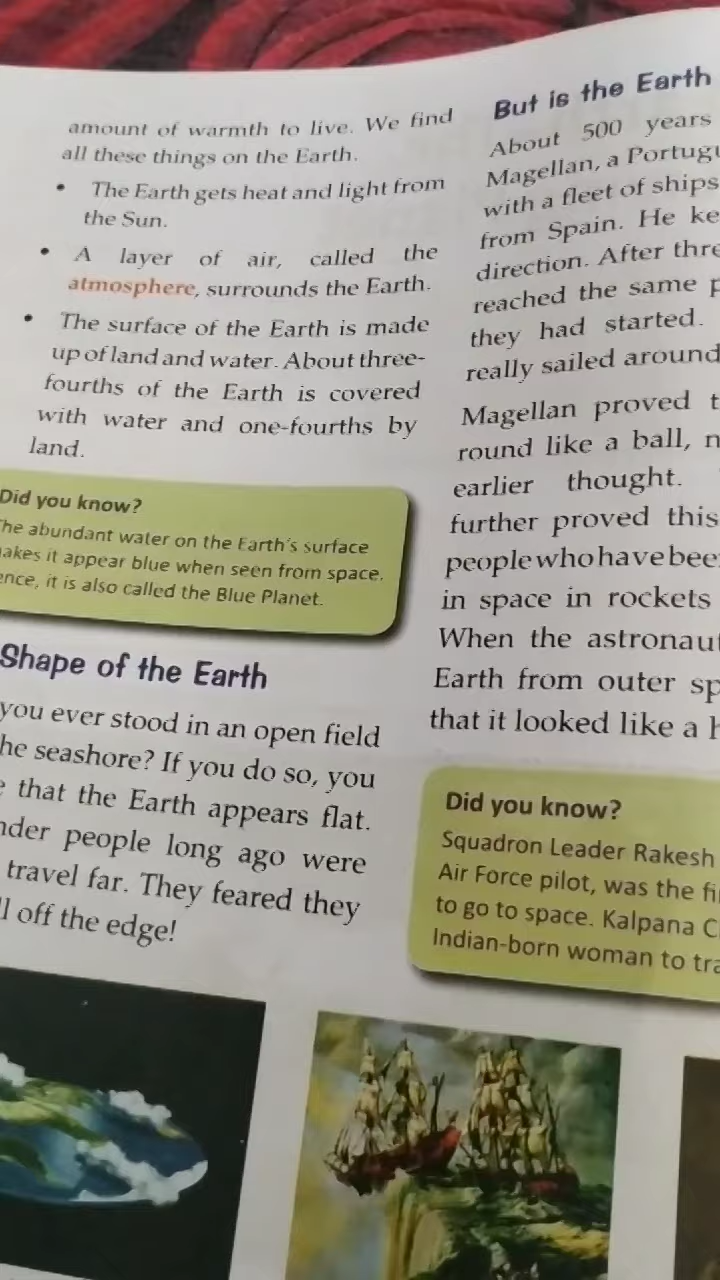 amount of warmth to live. We find
all these things on the Earth.
• The Earth gets heat and light from
the Sun.
• A layer of air, called the
atmosphere, surrounds the Earth.
• The surface of the Earth is made
up of land and water. About three-
fourths of the Earth is covered
with water and one-fourths by
land.
Did you know?
The abundant water on the Earth's surface
makes it appear blue when seen from space.
ence, it is also called the Blue Planet.
Shape of the Earth
you ever stood in an open field
he seashore? If you do so, you
that the Earth appears flat.
nder people long ago were
travel far. They feared they
ll off the edge!
But is the Earth
About 500 years
Magellan, a Portugu
with a fleet of ships
from Spain. He ke
direction. After thre
reached the same p
they had started.
really sailed around
Magellan proved t
round like a ball, n
earlier thought.
further proved this
people who have bee
in space in rockets
When the astronaut
Earth from outer sp
that it looked like a h
Did you know?
Squadron Leader Rakesh
Air Force pilot, was the fi
to go to space. Kalpana C
Indian-born woman to tra